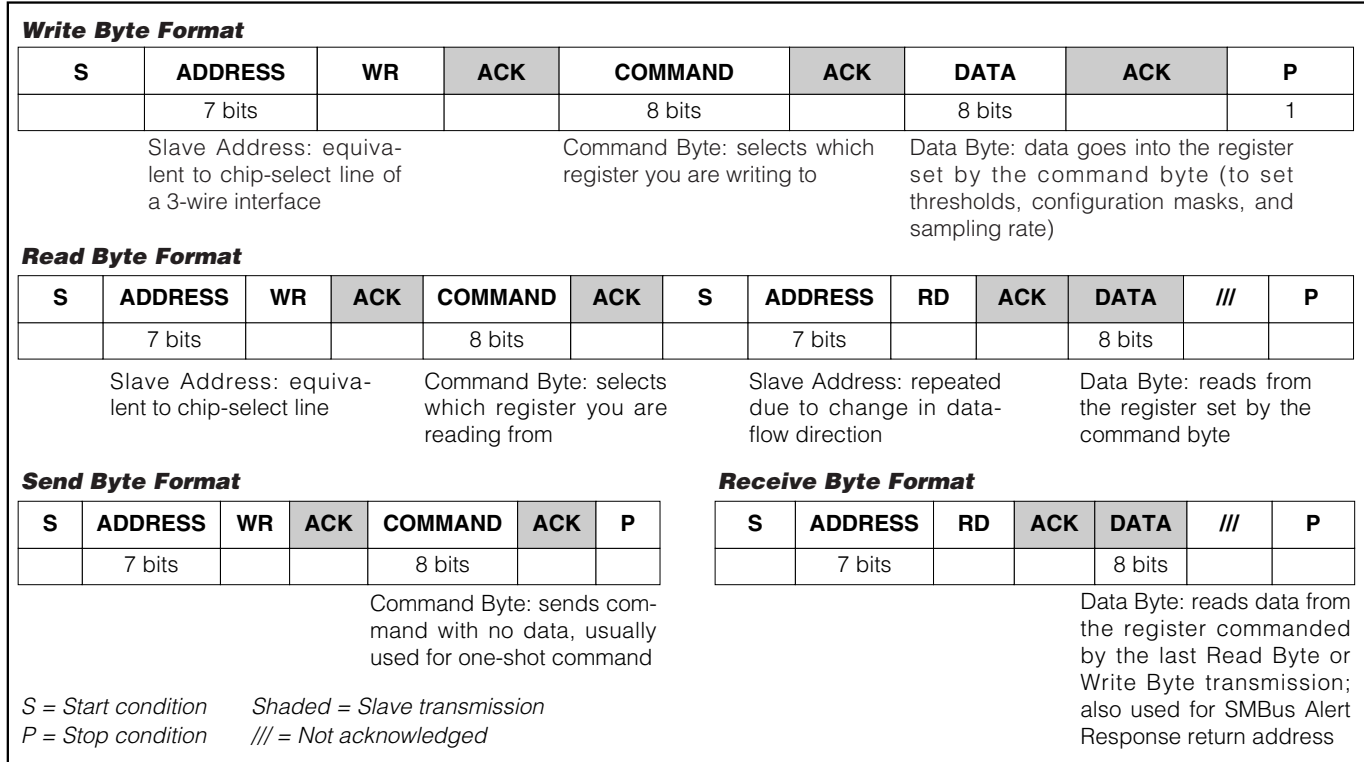 Write Byte Format
S ADDRESS WR ACK COMMAND ACK DATA ACK P
7 bits 8 bits 8 bits 1
Slave Address: equiva-
lent to chip-select line of
a 3-wire interface
Command Byte: selects which
register you are writing to
Data Byte: data goes into the register
set by the command byte (to set
thresholds, configuration masks, and
sampling rate)
Read Byte Format
S ADDRESS WR ACK COMMAND ACK S ADDRESS RD ACK DATA /// P
7 bits 8 bits 7 bits 8 bits
Slave Address: equiva-
lent to chip-select line
Command Byte: selects
which register you are
reading from
Slave Address: repeated
due to change in data-
flow direction
Data Byte: reads from
the register set by the
command byte
Send Byte Format
S ADDRESS WR ACK COMMAND ACK P
7 bits 8 bits
Command Byte: sends com-
mand with no data, usually
used for one-shot command
Receive Byte Format
S ADDRESS RD ACK DATA /// P
7 bits 8 bits
Data Byte: reads data from
the register commanded
by the last Read Byte or
Write Byte transmission;
also used for SMBus Alert
Response return address
S = Start condition Shaded = Slave transmission
P = Stop condition /// = Not acknowledged